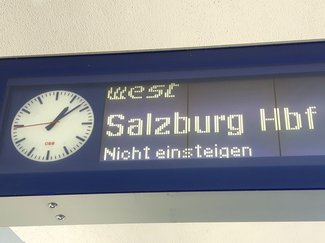 west
Salzburg Hbf
Nicht einsteigen
ÖBB